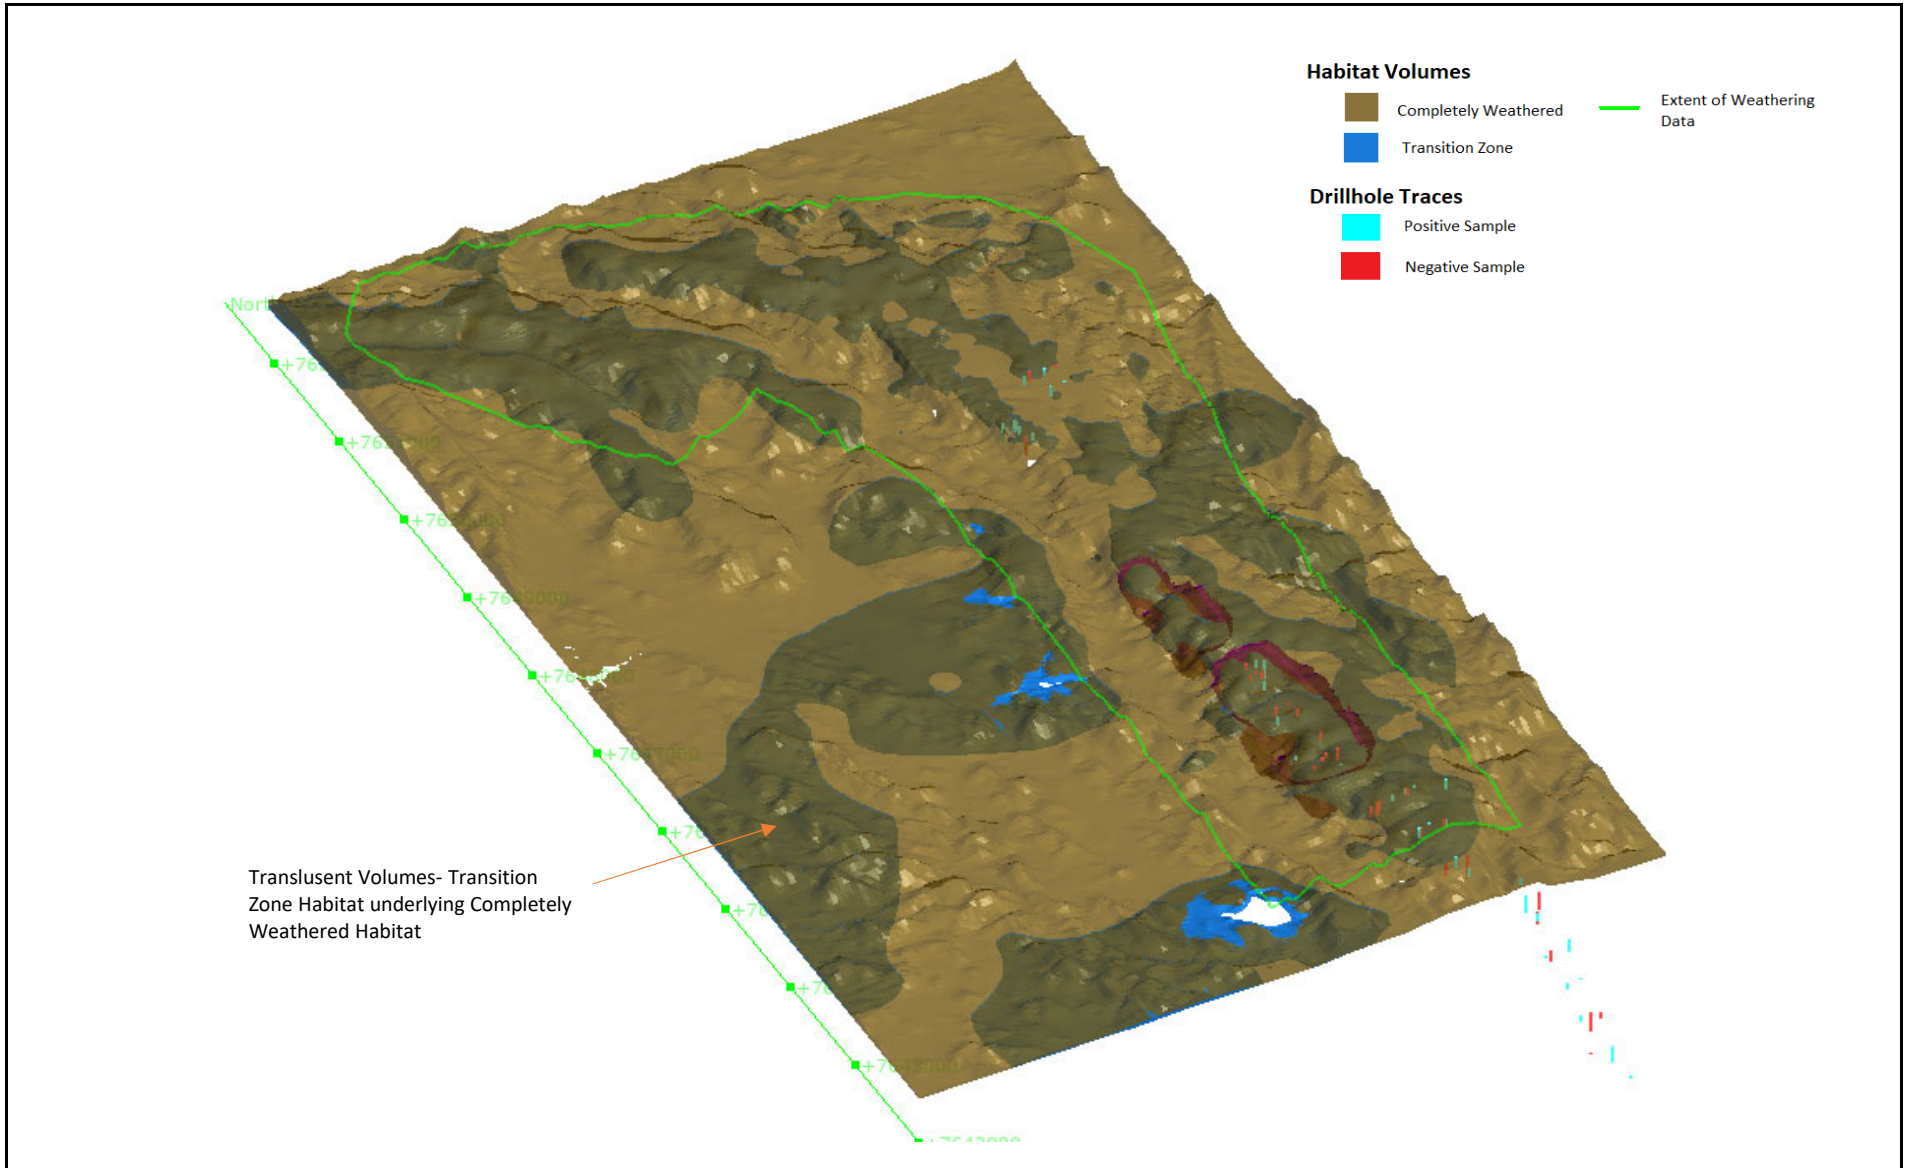 Habitat Volumes
Completely Weathered
Transition Zone
Extent of Weathering
Data
Drillhole Traces
Positive Sample
Negative Sample
Translusent Volumes- Transition
Zone Habitat underlying Completely
Weathered Habitat